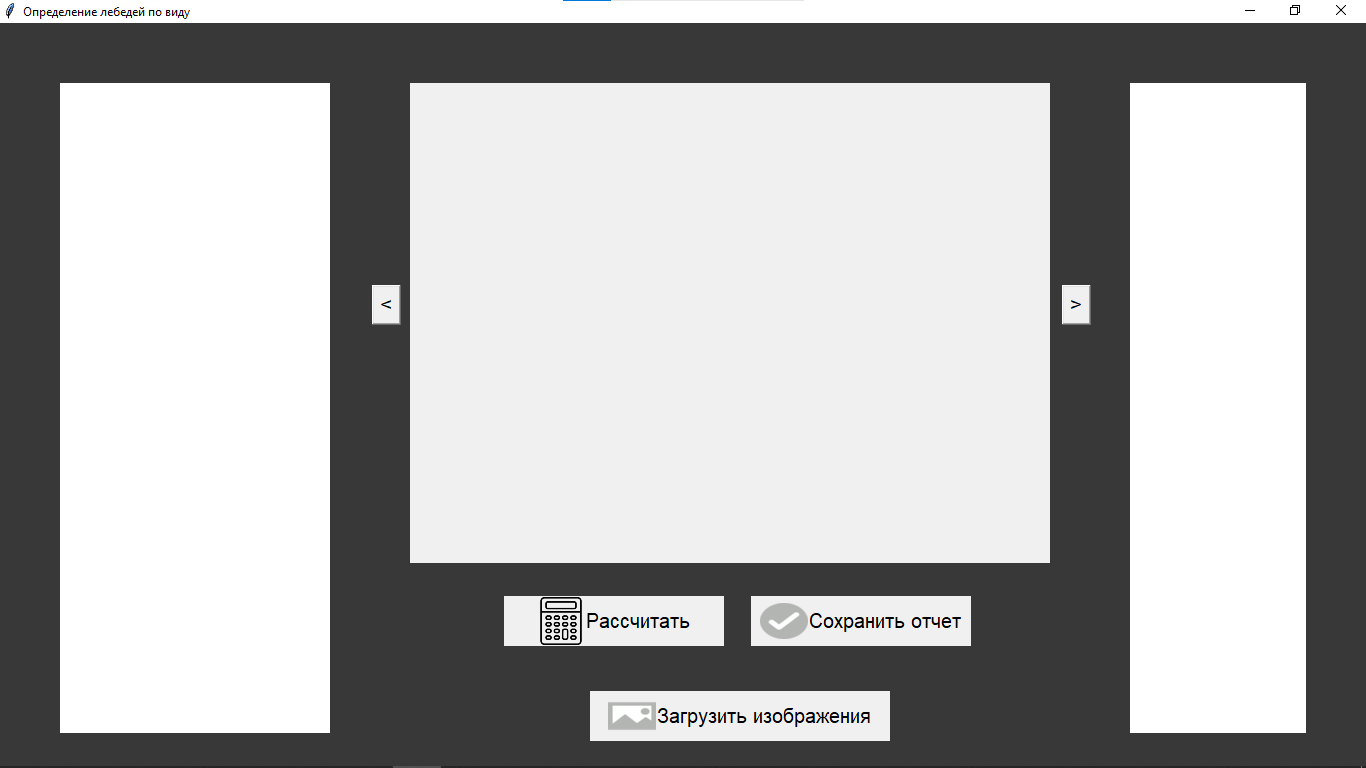 Определение лебедей по виду
<
>
Рассчитать
Сохранить отчет
Загрузить изображения